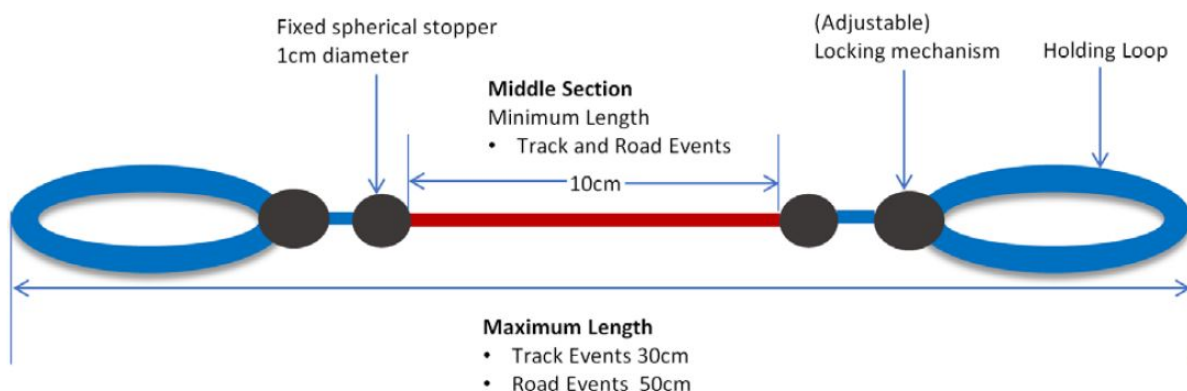 Fixed spherical stopper
1cm diameter
(Adjustable)
Locking mechanism
Holding Loop
Middle Section
Minimum Length
• Track and Road Events
10cm
Maximum Length
• Track Events 30cm
• Road Events 50cm